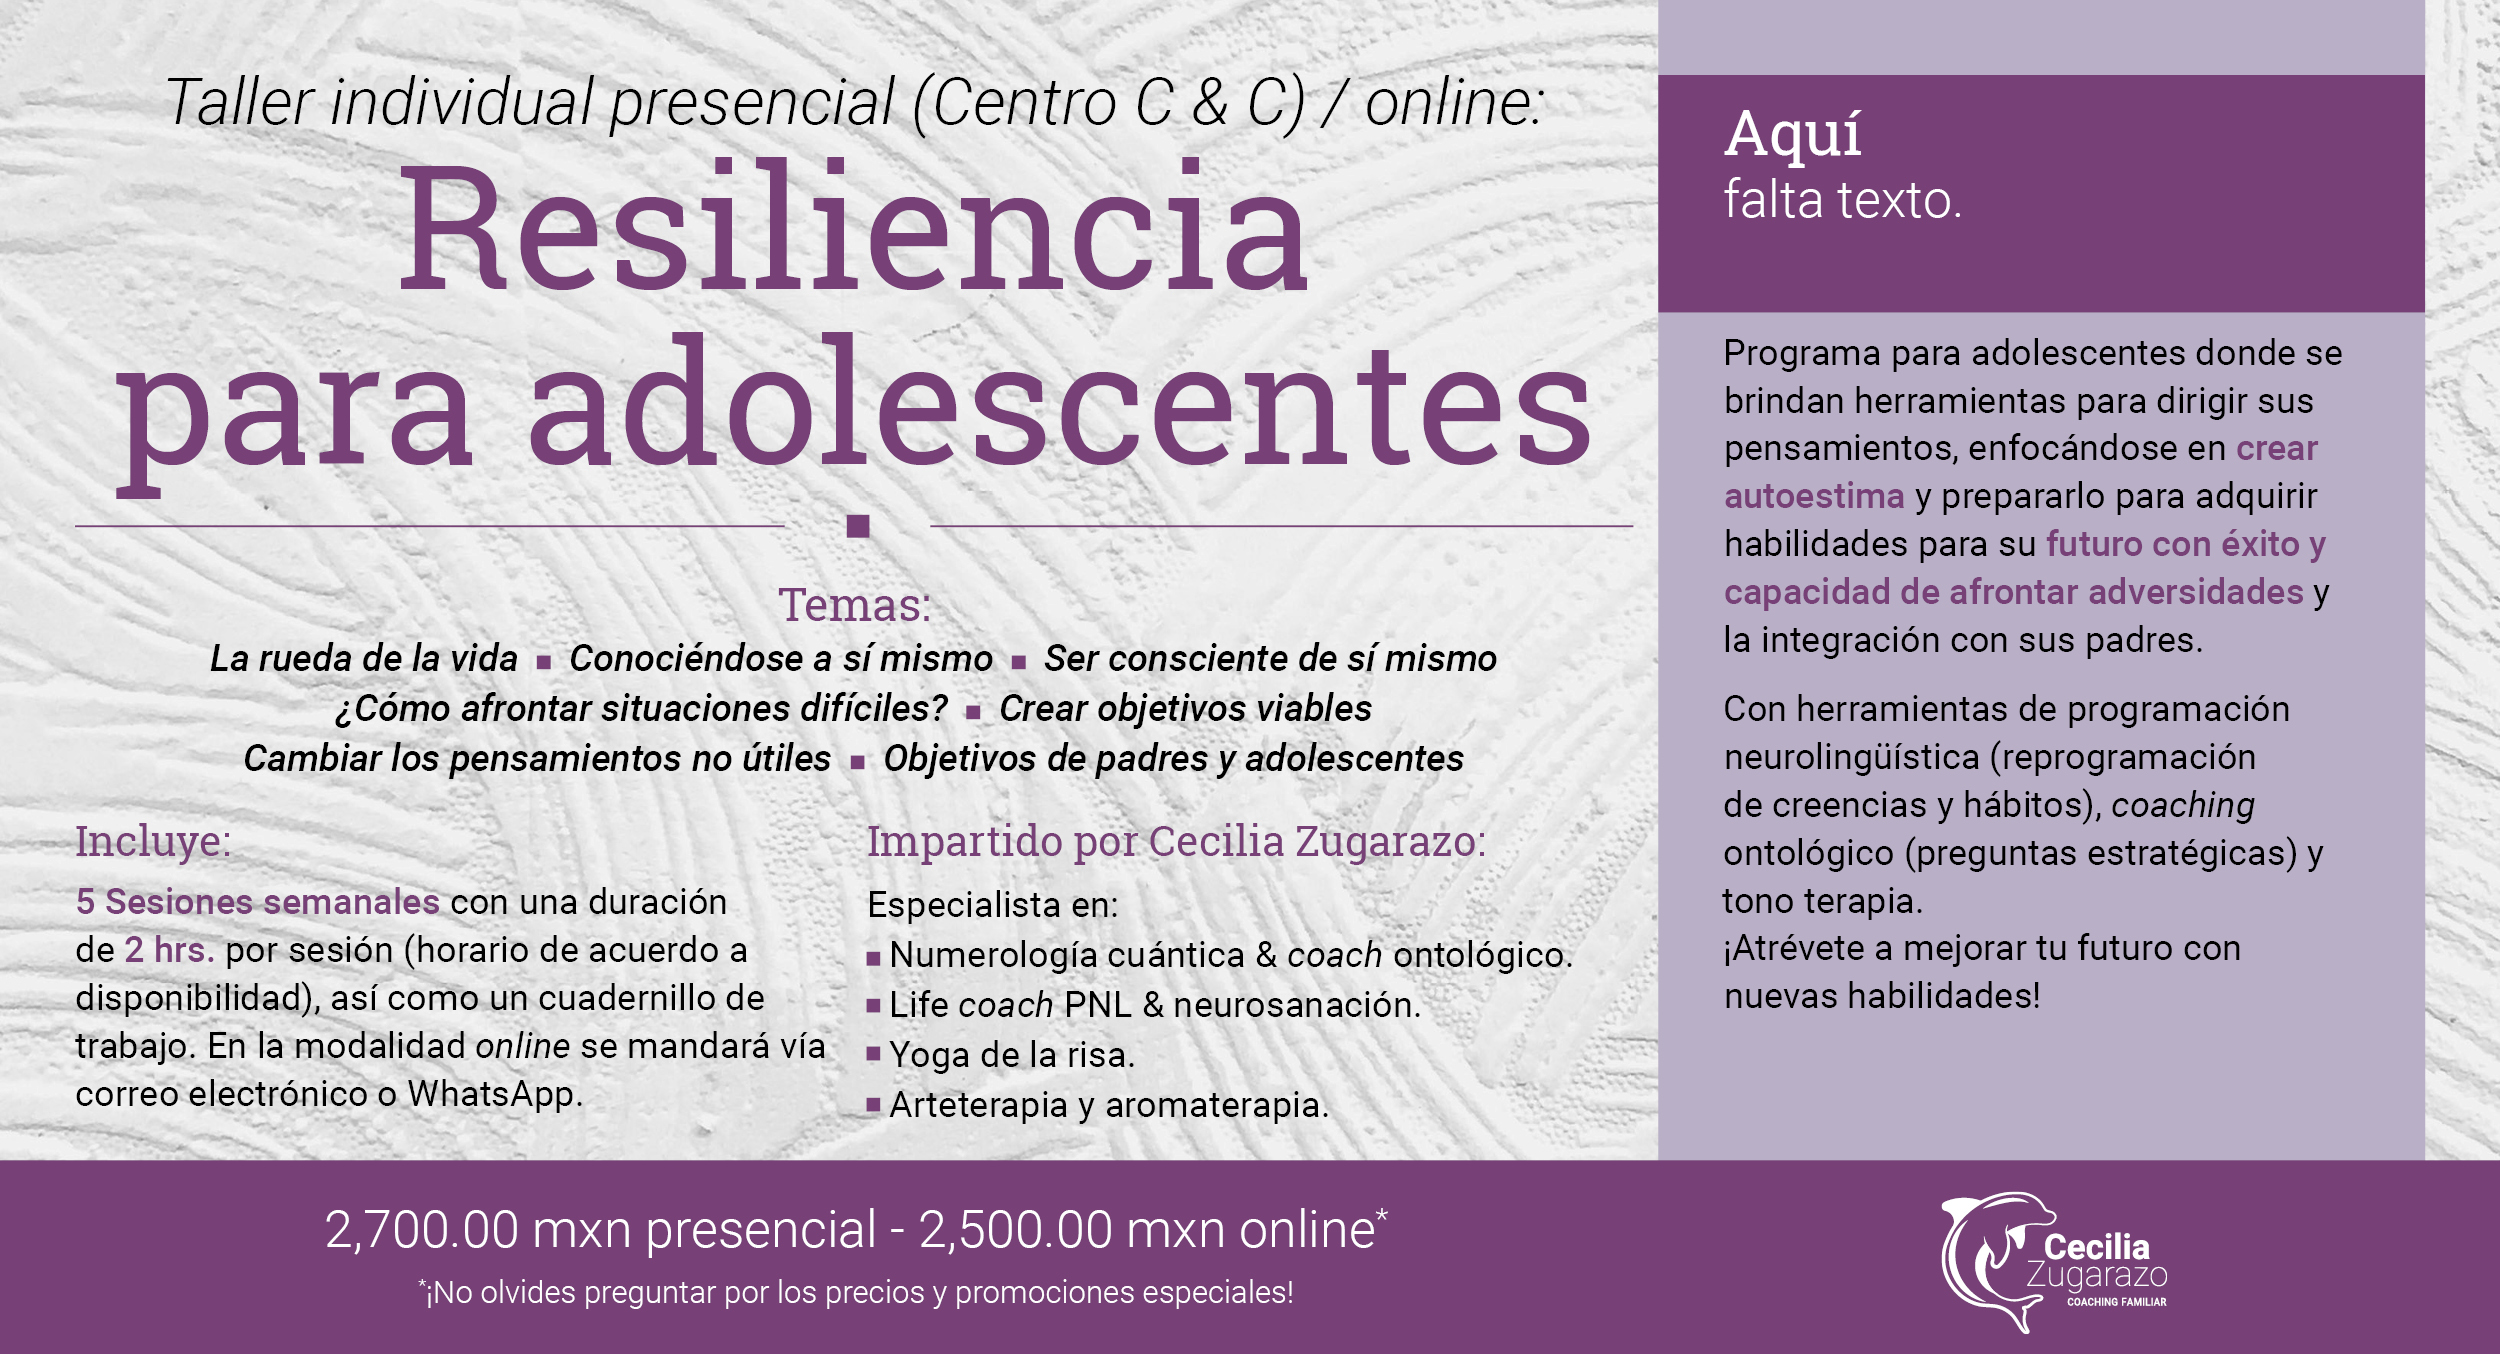 Taller individual presencial (Centro C & C) / online:
Resiliencia
para adolescentes
Temas:
La rueda de la vida ▪ Conociéndose a sí mismo ▪ Ser consciente de sí mismo
¿Cómo afrontar situaciones difíciles? ▪ Crear objetivos viables
Cambiar los pensamientos no útiles ▪ Objetivos de padres y adolescentes
Incluye:
5 Sesiones semanales con una duración
de 2 hrs. por sesión (horario de acuerdo a
disponibilidad), así como un cuadernillo de
trabajo. En la modalidad online se mandará vía
correo electrónico o WhatsApp.
Impartido por Cecilia Zugarazo:
Especialista en:
▪ Numerología cuántica & coach ontológico.
▪ Life coach PNL & neurosanación.
▪ Yoga de la risa.
▪ Arteterapia y aromaterapia.
Aquí
falta texto.
Programa para adolescentes donde se
brindan herramientas para dirigir sus
pensamientos, enfocándose en crear
autoestima y prepararlo para adquirir
habilidades para su futuro con éxito y
capacidad de afrontar adversidades y
la integración con sus padres.
Con herramientas de programación
neurolingüística (reprogramación
de creencias y hábitos), coaching
ontológico (preguntas estratégicas) y
tono terapia.
¡Atrévete a mejorar tu futuro con
nuevas habilidades!
2,700.00 mxn presencial - 2,500.00 mxn online*
*¡No olvides preguntar por los precios y promociones especiales!
Cecilia
Zugarazo
COACHING FAMILIAR